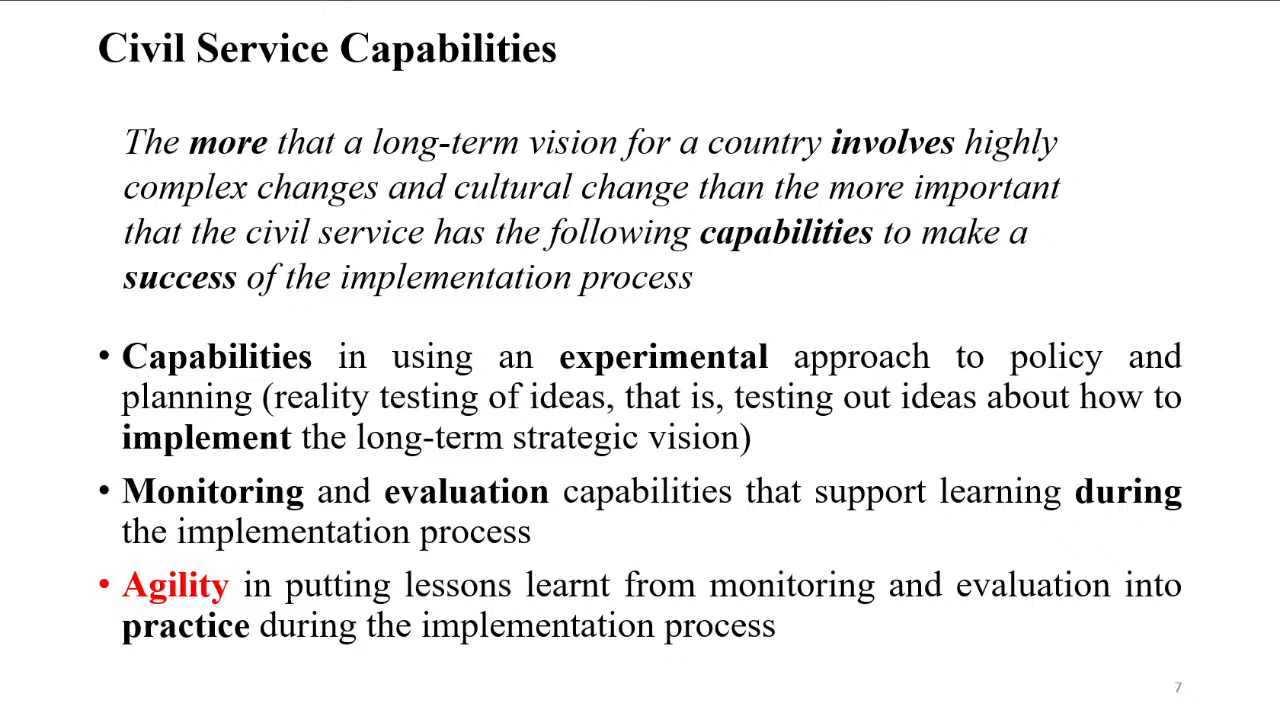 Civil Service Capabilities
The more that a long-term vision for a country involves highly
complex changes and cultural change than the more important
that the civil service has the following capabilities to make a
success of the implementation process
• Capabilities in using an experimental approach to policy and
planning (reality testing of ideas, that is, testing out ideas about how to
implement the long-term strategic vision)
• Monitoring and evaluation capabilities that support learning during
the implementation process
• Agility in putting lessons learnt from monitoring and evaluation into
practice during the implementation process
7